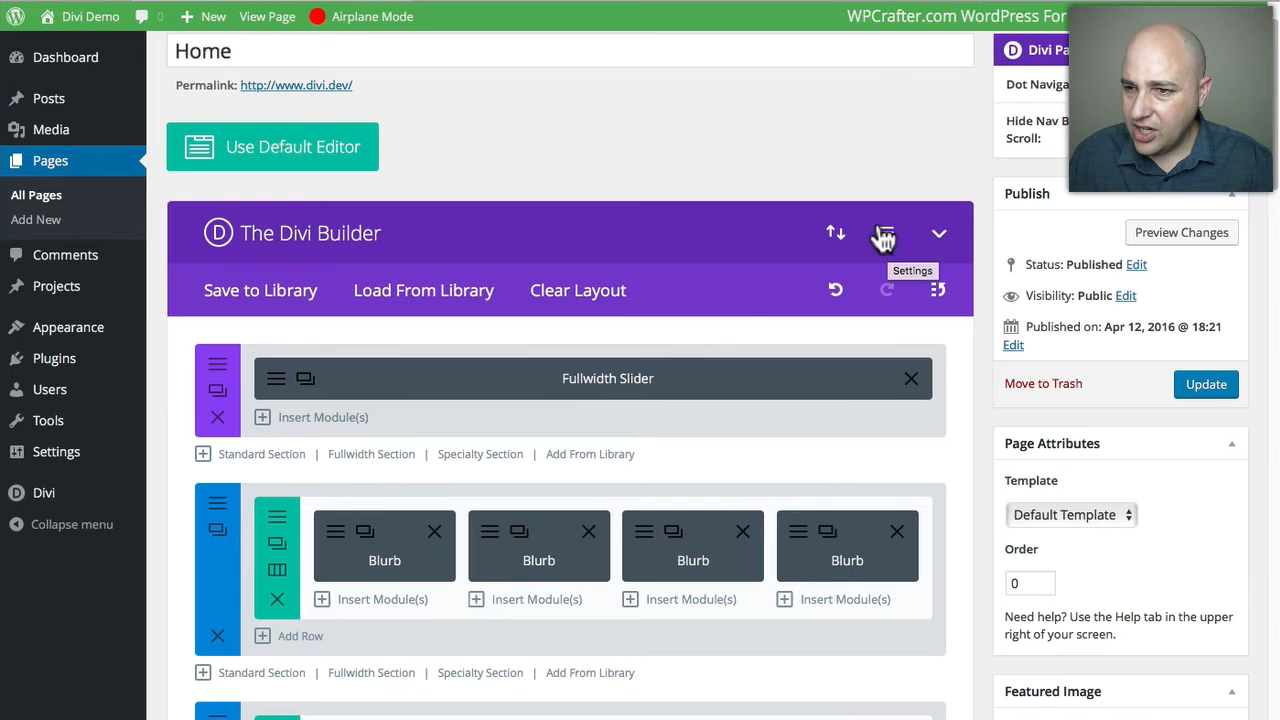 Divi Demo
0
New
View Page
Airplane Mode
WPCrafter.com WordPress For
Dashboard
Posts
Media
Pages
All Pages
Add New
Comments
Projects
Appearance
Plugins
Users
Tools
Settings
Divi
Collapse menu
Home
Permalink: http://www.divi.dev/
Use Default Editor
The Divi Builder
Settings
Save to Library
Load From Library
Clear Layout
Fullwidth Slider
Insert Module(s)
Standard Section | Fullwidth Section | Specialty Section | Add From Library
Blurb Blurb Blurb Blurb
Insert Module(s) Insert Module(s) Insert Module(s) Insert Module(s)
Add Row
Standard Section | Fullwidth Section | Specialty Section | Add From Library
Divi Pa
Dot Naviga
Hide Nav B
Scroll:
Publish
Preview Changes
Status: Published Edit
Visibility: Public Edit
Published on: Apr 12, 2016 @ 18:21
Edit
Move to Trash
Update
Page Attributes
Template
Default Template
Order
0
Need help? Use the Help tab in the upper
right of your screen.
Featured Image